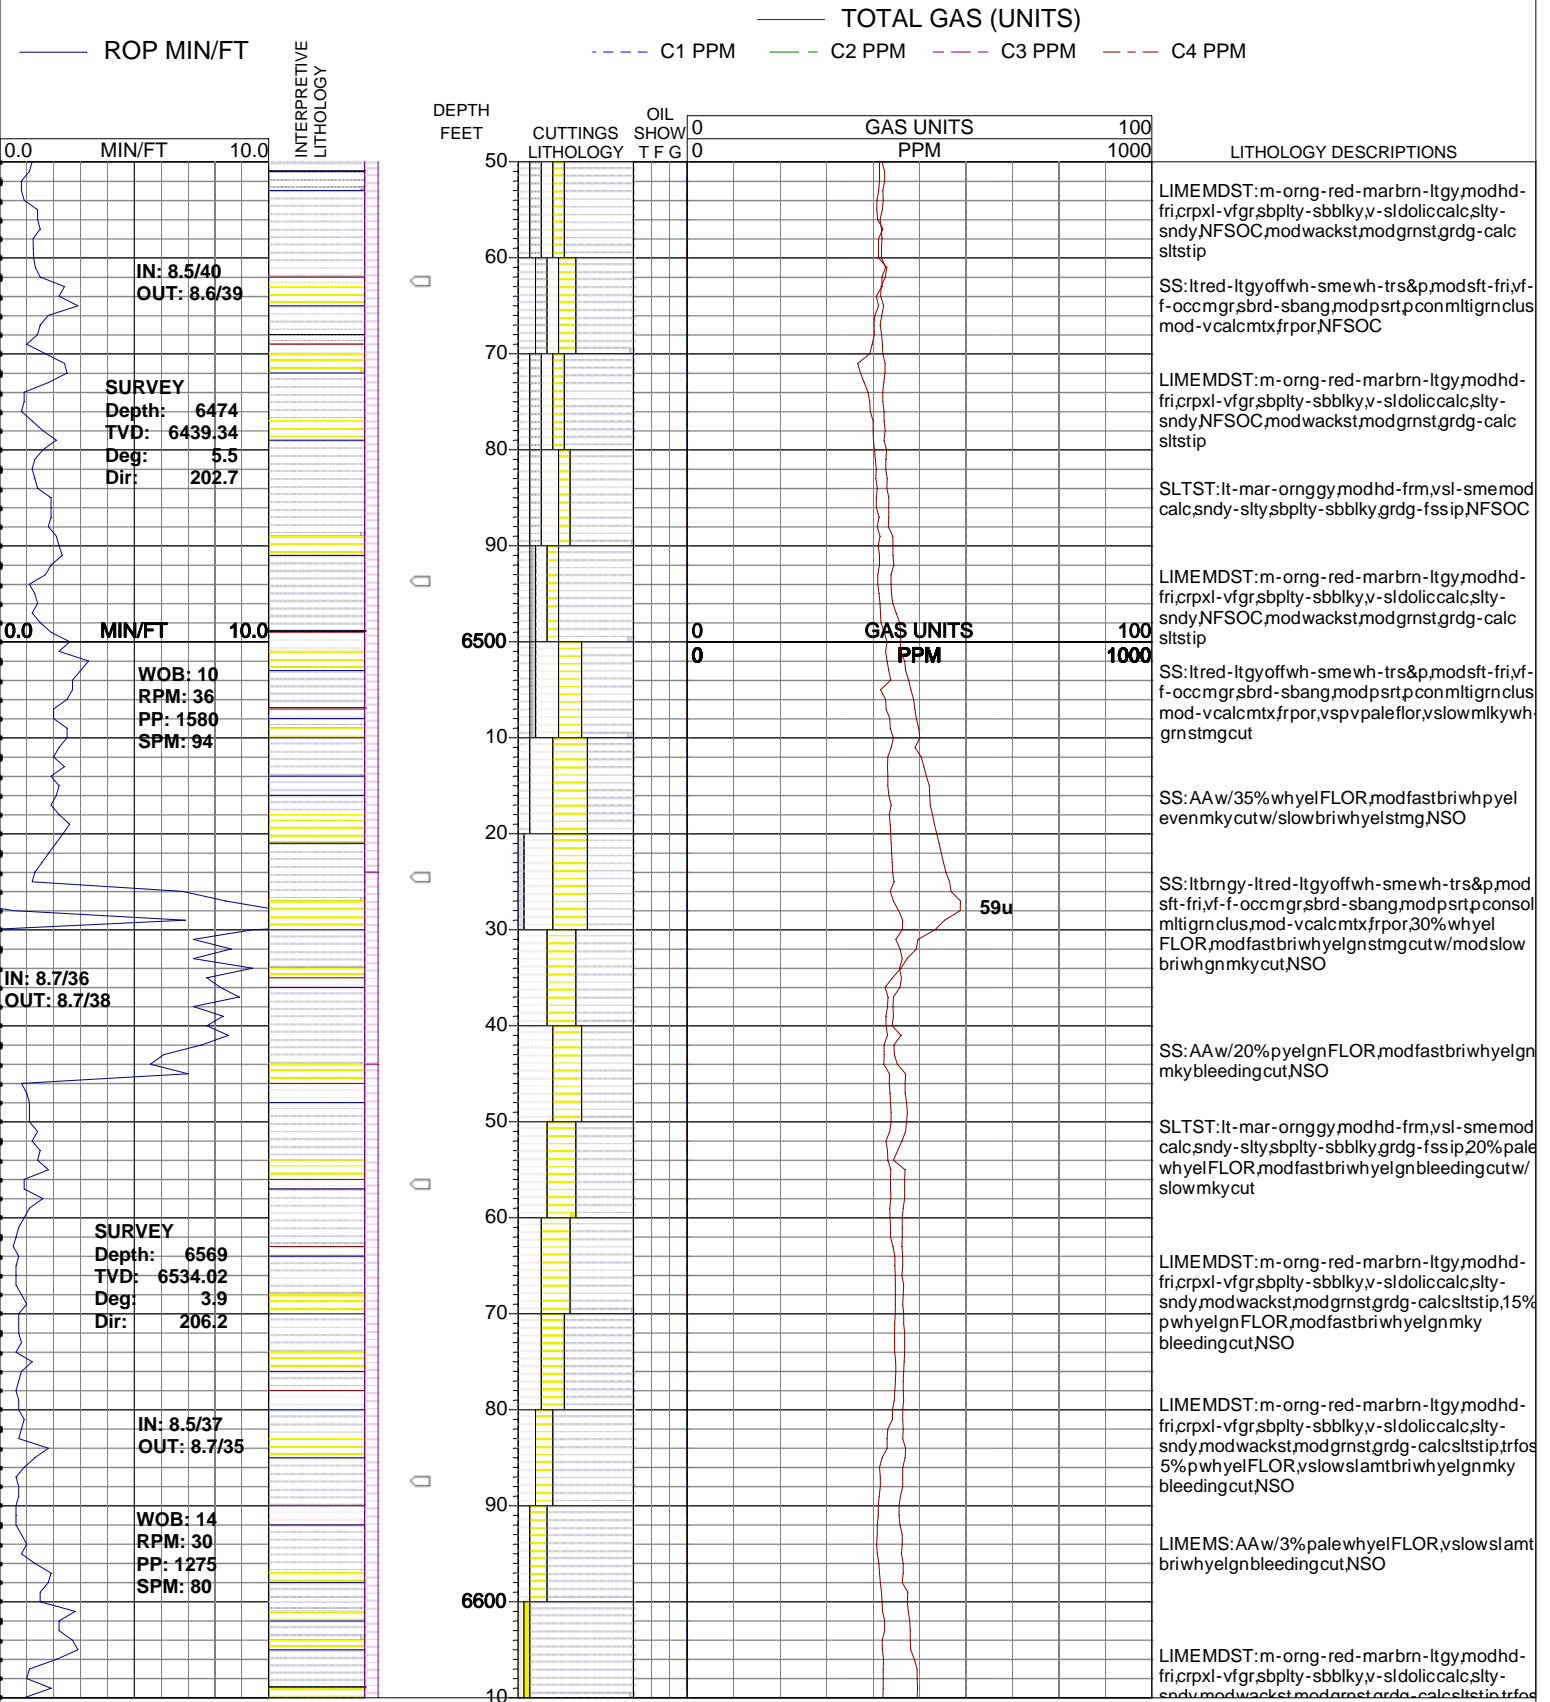 TOTAL GAS (UNITS)
ROP MIN/FT
C1 PPM C2 PPM C3 PPM C4 PPM
INTERPRETIVE
LITHOLOGY
DEPTH
FEET
CUTTINGS
LITHOLOGY
OIL
SHOW
T F G
0 GAS UNITS 100
0 PPM 1000
0.0 MIN/FT 10.0
LITHOLOGY DESCRIPTIONS
50
LIMEMDST:m-orng-red-marbrn-ltgy,modhd-
fri,crpxl-vfgr,sbplty-sbblky,v-sldoliccalc,slty-
sndy,NFSOC,modwackst,modgrnst,grdg-calc
sltstip
60
IN: 8.5/40
OUT: 8.6/39
SS:ltred-ltgyoffwh-smewh-trs&p,modsft-fri,vf-
f-occmgr,sbrd-sbang,modpsrt,pconmltigrnclus
mod-vcalcmtx,frpor,NFSOC
70
SURVEY
Depth: 6474
TVD: 6439.34
Deg: 5.5
Dir: 202.7
LIMEMDST:m-orng-red-marbrn-ltgy,modhd-
fri,crpxl-vfgr,sbplty-sbblky,v-sldoliccalc,slty-
sndy,NFSOC,modwackst,modgrnst,grdg-calc
sltstip
80
SLTST:lt-mar-ornggy,modhd-frm,vsl-smemod
calc,sndy-slty,sbplty-sbblky,grdg-fssip,NFSOC
90
LIMEMDST:m-orng-red-marbrn-ltgy,modhd-
fri,crpxl-vfgr,sbplty-sbblky,v-sldoliccalc,slty-
sndy,NFSOC,modwackst,modgrnst,grdg-calc
sltstip
0.0 MIN/FT 10.0
0 GAS UNITS 100
6500
0 PPM 1000
WOB: 10
RPM: 36
PP: 1580
SPM: 94
SS:ltred-ltgyoffwh-smewh-trs&p,modsft-fri,vf-
f-occmgr,sbrd-sbang,modpsrt,pconmltigrnclus
mod-vcalcmtx,frpor,vspvpaleflor,vslowmlkywh-
grnstmgcut
10
SS:AAw/35%whyelFLOR,modfastbriwhpyel
evenmkycutw/slowbriwhyelstmg,NSO
20
SS:ltbrngy-ltred-ltgyoffwh-smewh-trs&p,mod
sft-fri,vf-f-occmgr,sbrd-sbang,modpsrt,pconsol
mltigrnclus,mod-vcalcmtx,frpor,30%whyel
FLOR,modfastbriwhyelgnstmgcutw/modslow
briwhgnmkycut,NSO
59u
30
IN: 8.7/36
OUT: 8.7/38
40
SS:AAw/20%pyelgnFLOR,modfastbriwhyelgn
mkybleedingcut,NSO
50
SLTST:lt-mar-ornggy,modhd-frm,vsl-smemod
calc,sndy-slty,sbplty-sbblky,grdg-fssip,20%pale
whyelFLOR,modfastbriwhyelgnbleedingcutw/
slowmkycut
60
SURVEY
Depth: 6569
TVD: 6534.02
Deg: 3.9
Dir: 206.2
LIMEMDST:m-orng-red-marbrn-ltgy,modhd-
fri,crpxl-vfgr,sbplty-sbblky,v-sldoliccalc,slty-
sndy,modwackst,modgrnst,grdg-calcsltstip,15%
pwhyelgnFLOR,modfastbriwhyelgnmky
bleedingcut,NSO
70
80
IN: 8.5/37
OUT: 8.7/35
LIMEMDST:m-orng-red-marbrn-ltgy,modhd-
fri,crpxl-vfgr,sbplty-sbblky,v-sldoliccalc,slty-
sndy,modwackst,modgrnst,grdg-calcsltstip,trfos
5%pwhyelFLOR,vslowslamtbriwhyelgnmky
bleedingcut,NSO
90
WOB: 14
RPM: 30
PP: 1275
SPM: 80
LIMEMS:AAw/3%palewhyelFLOR,vslowslamt
briwhyelgnbleedingcut,NSO
6600
LIMEMDST:m-orng-red-marbrn-ltgy,modhd-
fri,crpxl-vfgr,sbplty-sbblky,v-sldoliccalc,slty-
sndy,modwackst,modgrnst,grdg-calcsltstip,trfos
10